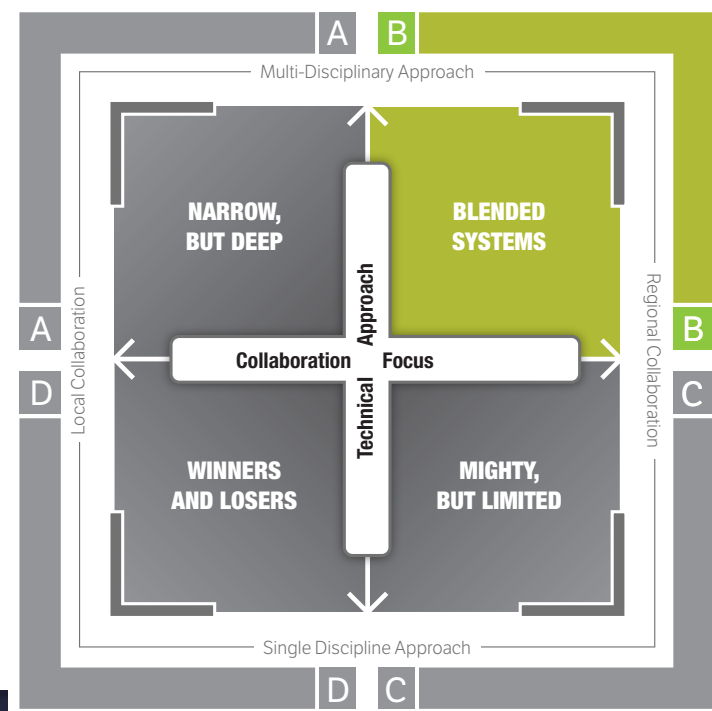 A B
Multi-Disciplinary Approach
NARROW,
BUT DEEP
BLENDED
SYSTEMS
Technical Approach
Collaboration Focus
Local Collaboration
Regional Collaboration
A
B
D
C
WINNERS
AND LOSERS
MIGHTY,
BUT LIMITED
Single Discipline Approach
D C